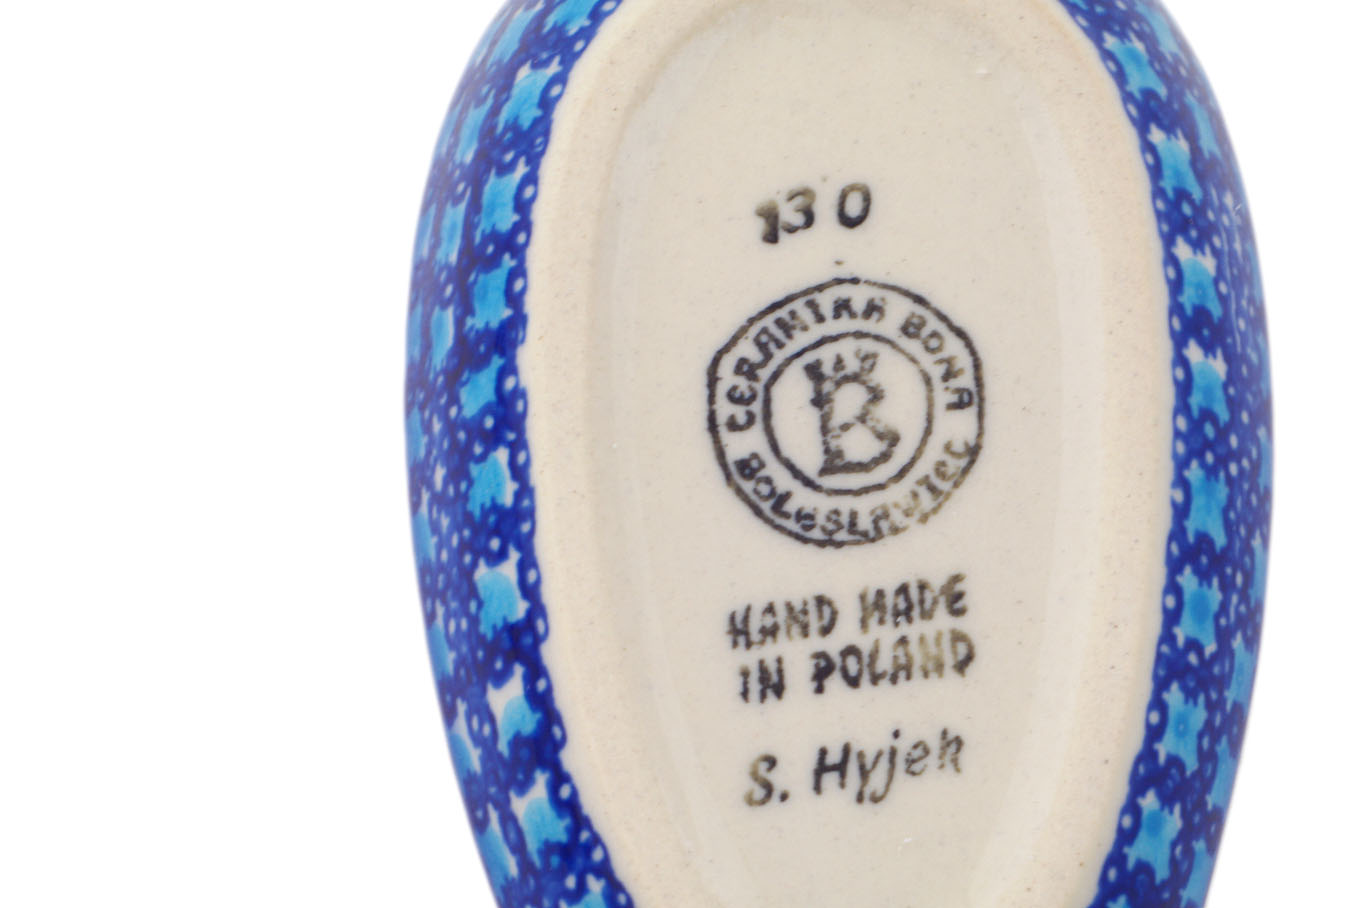 130
CERAMIKA BONA
B
BOLESLAWIEC
HAND MADE
IN POLAND
S. Hyjek